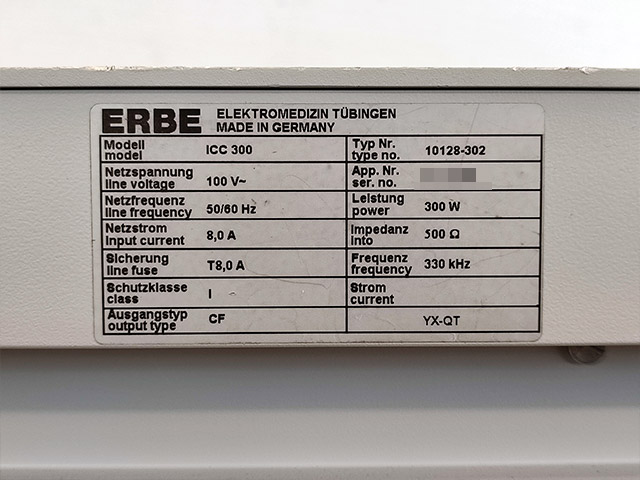 ERBE ELEKTROMEDIZIN TÜBINGEN
MADE IN GERMANY
Modell
model ICC 300
Typ Nr.
type no. 10128-302
Netzspannung
line voltage 100 V~
App. Nr.
ser. no.
Netzfrequenz
line frequency 50/60 Hz
Leistung
power 300 W
Netzstrom
Input current 8,0 A
Impedanz
into 500 Ω
Sicherung
line fuse T8,0 A
Frequenz
frequency 330 kHz
Schutzklasse
class I
Strom
current
Ausgangstyp
output type CF
YX-QT